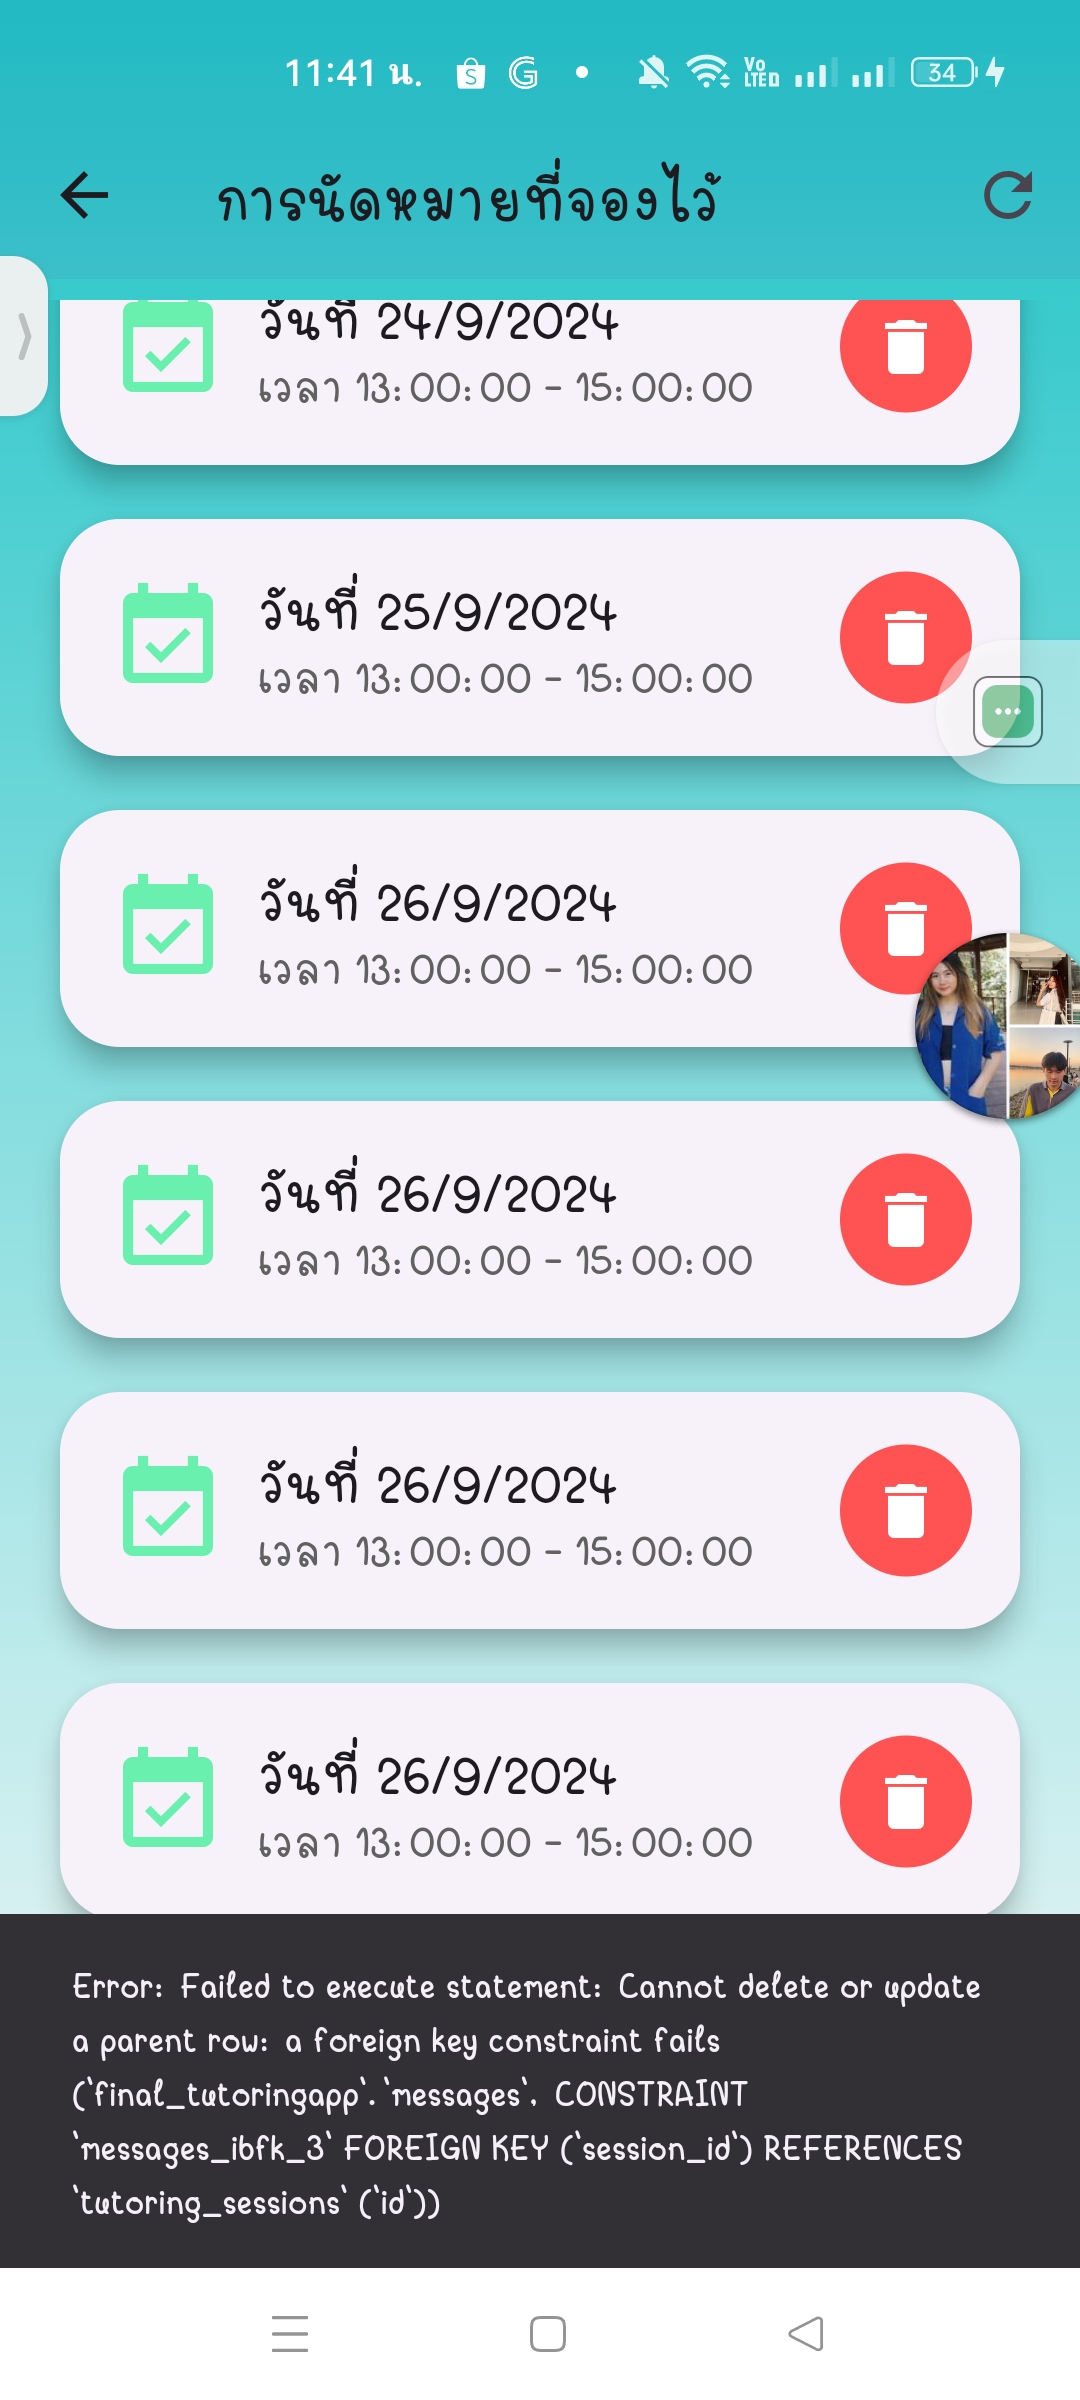 11:41 น.
Vo
LTE
34
การนัดหมายที่จองไว้
วันที่ 24/9/2024
เวลา 13:00:00 - 15:00:00
วันที่ 25/9/2024
เวลา 13:00:00 - 15:00:00
วันที่ 26/9/2024
เวลา 13:00:00 - 15:00:00
วันที่ 26/9/2024
เวลา 13:00:00 - 15:00:00
วันที่ 26/9/2024
เวลา 13:00:00 - 15:00:00
วันที่ 26/9/2024
เวลา 13:00:00 - 15:00:00
Error: Failed to execute statement: Cannot delete or update
a parent row: a foreign key constraint fails
(`final_tutoringapp`.`messages`, CONSTRAINT
`messages_ibfk_3` FOREIGN KEY (`session_id`) REFERENCES
`tutoring_sessions` (`id`))